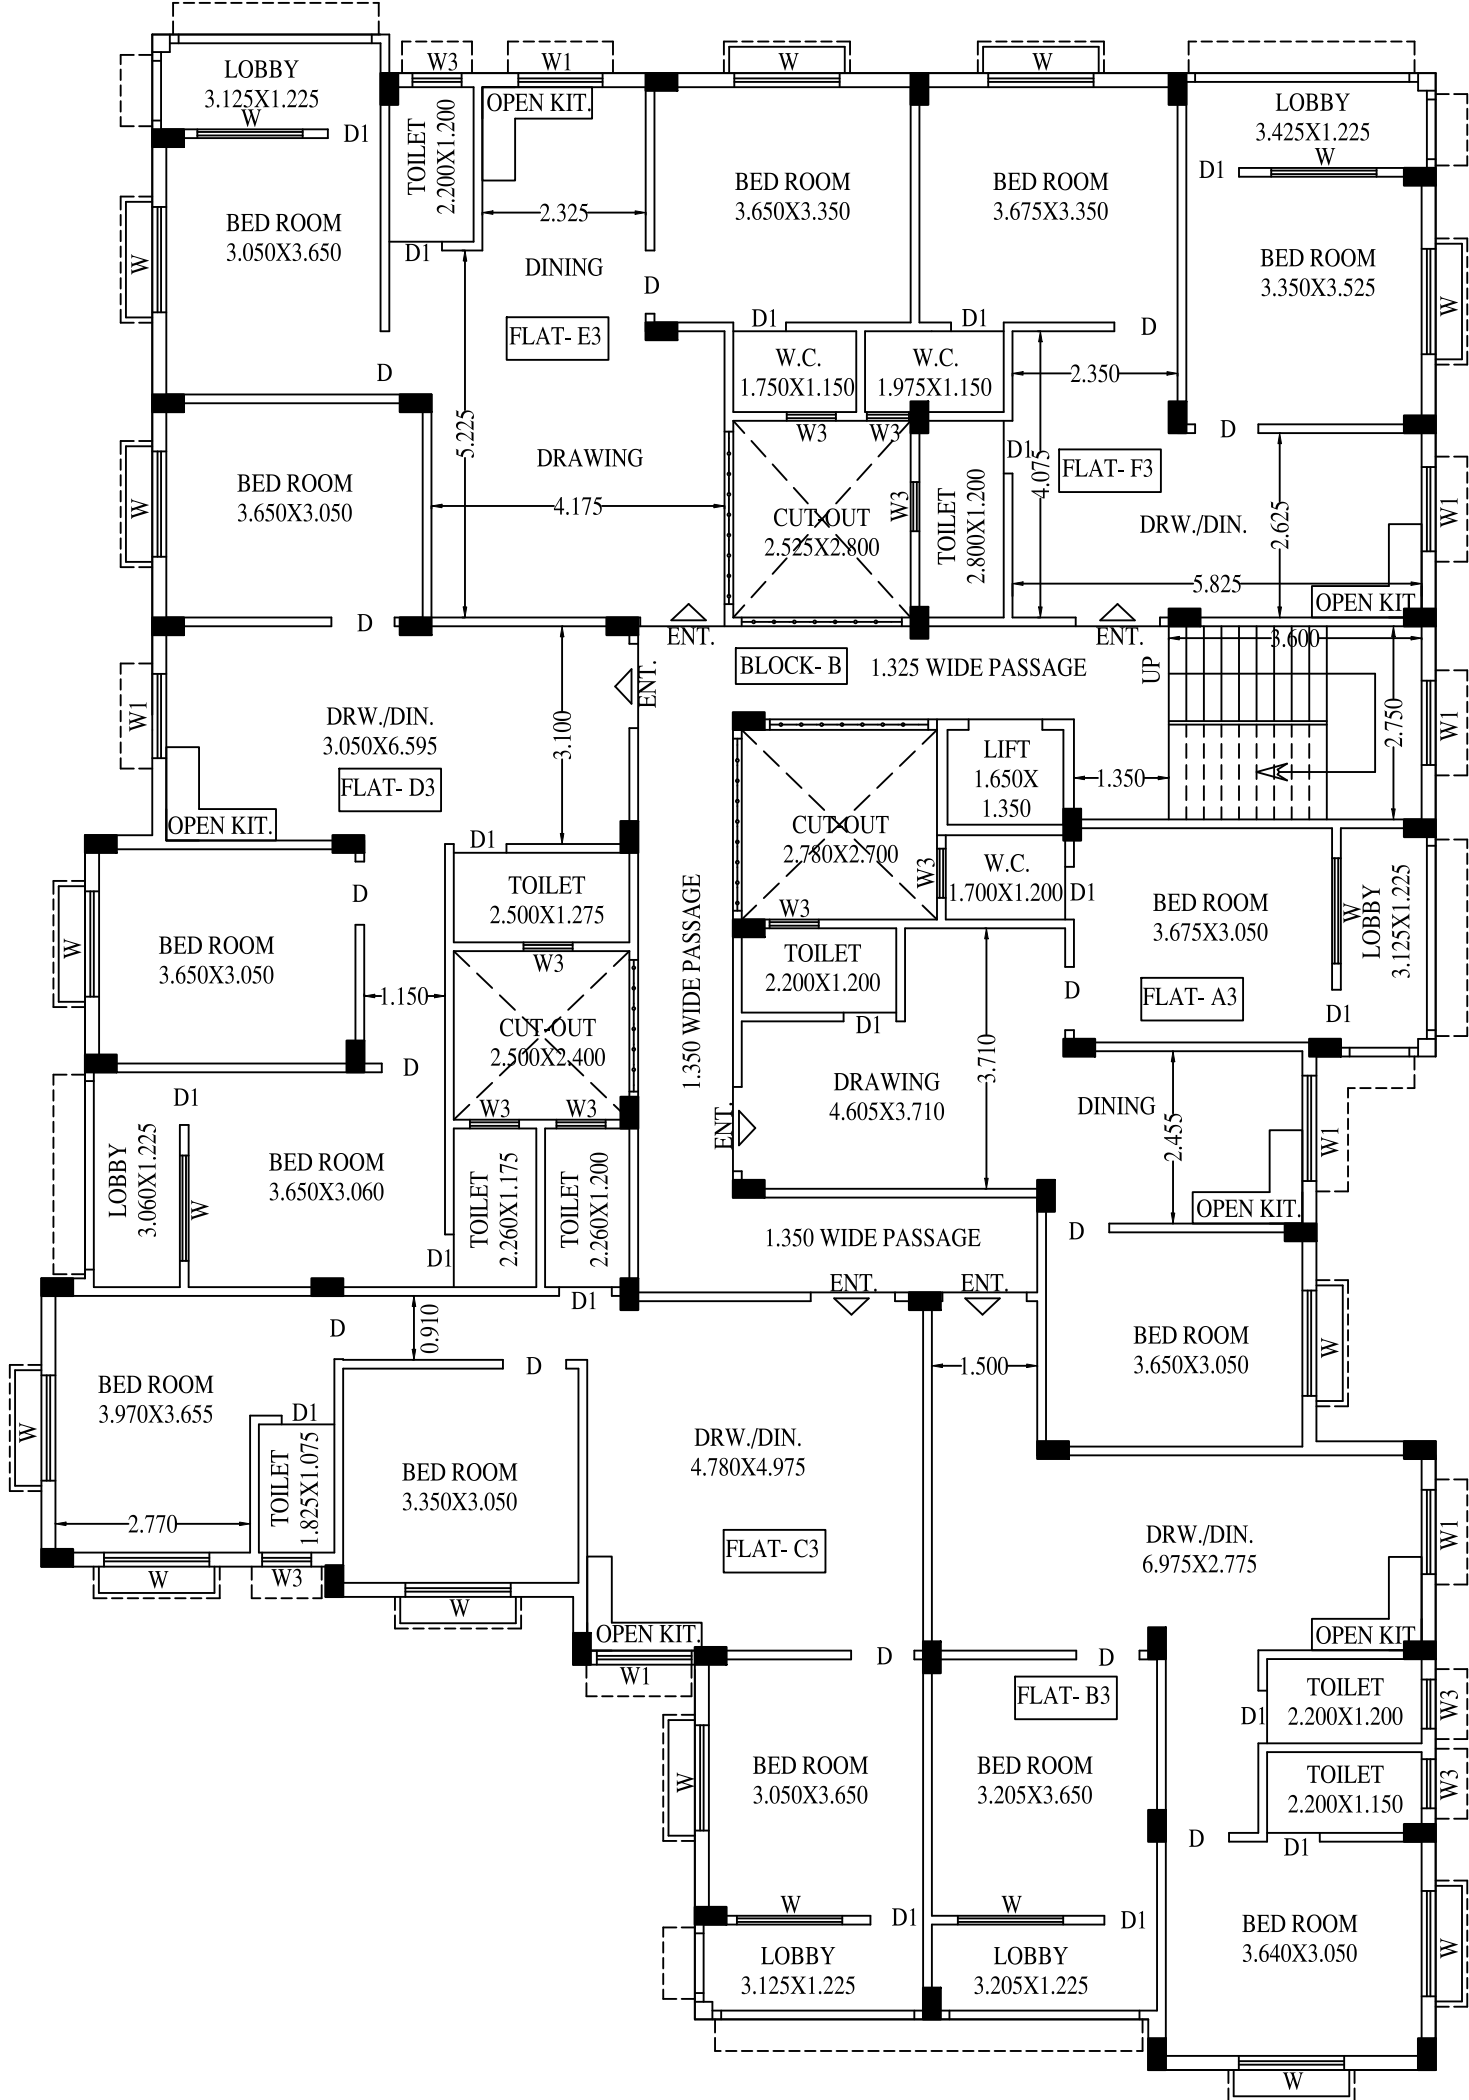 W3
W1
W
W
LOBBY
3.125X1.225
W
D1
TOILET
2.200X1.200
OPEN KIT.
LOBBY
3.425X1.225
W
D1
BED ROOM
3.050X3.650
W
2.325
BED ROOM
3.650X3.350
BED ROOM
3.675X3.350
BED ROOM
3.350X3.525
W
D1
DINING
D
FLAT- E3
D1
D1
D
D
W.C.
1.750X1.150
W.C.
1.975X1.150
2.350
W3
W3
D
5.225
DRAWING
D1
4.075
FLAT- F3
BED ROOM
3.650X3.050
W
4.175
CUT-OUT
2.525X2.800
W3
TOILET
2.800X1.200
DRW./DIN.
2.625
W1
5.825
OPEN KIT
D
ENT.
ENT.
3.600
BLOCK- B
1.325 WIDE PASSAGE
UP
ENT.
W1
DRW./DIN.
3.050X6.595
3.100
FLAT- D3
OPEN KIT.
LIFT
1.650X
1.350
1.350
2.750
W1
CUT-OUT
2.780X2.700
D1
W3
W.C.
1.700X1.200
D1
TOILET
2.500X1.275
D
W3
BED ROOM
3.675X3.050
W
LOBBY
3.125X1.225
BED ROOM
3.650X3.050
W
W3
TOILET
2.200X1.200
1.350 WIDE PASSAGE
1.150
D
FLAT- A3
D1
D1
CUT-OUT
2.500X2.400
3.710
D
DRAWING
4.605X3.710
DINING
D1
W3
W3
ENT.
2.455
W1
LOBBY
3.060X1.225
W
BED ROOM
3.650X3.060
TOILET
2.260X1.175
TOILET
2.260X1.200
OPEN KIT.
D1
1.350 WIDE PASSAGE
D
D1
ENT.
ENT.
D
0.910
BED ROOM
3.650X3.050
W
D
1.500
BED ROOM
3.970X3.655
W
D1
TOILET
1.825X1.075
BED ROOM
3.350X3.050
DRW./DIN.
4.780X4.975
2.770
W
W3
W
FLAT- C3
DRW./DIN.
6.975X2.775
W1
OPEN KIT.
W1
OPEN KIT
D
D
FLAT- B3
D1
TOILET
2.200X1.200
W3
BED ROOM
3.050X3.650
W
BED ROOM
3.205X3.650
TOILET
2.200X1.150
W3
D
D1
W
D1
W
D1
BED ROOM
3.640X3.050
W
LOBBY
3.125X1.225
LOBBY
3.205X1.225
W